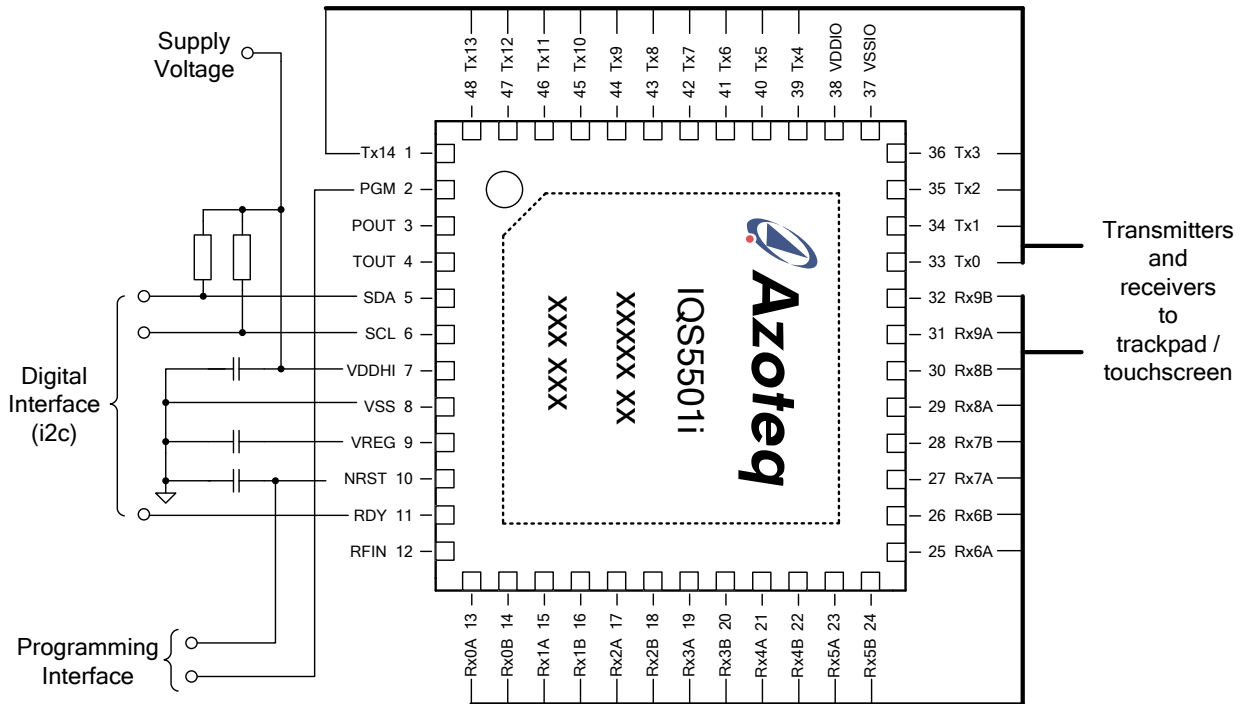 Supply
Voltage
48 Tx13
47 Tx12
46 Tx11
45 Tx10
44 Tx9
43 Tx8
42 Tx7
41 Tx6
40 Tx5
39 Tx4
38 VDDIO
37 VSSIO
Tx14 1
PGM 2
POUT 3
TOUT 4
SDA 5
SCL 6
VDDHI 7
VSS 8
VREG 9
NRST 10
RDY 11
RFIN 12
Digital
Interface
(i2c)
Programming
Interface
Azoteq
IQS5501i
xxxxx xx
xxx xxx
36 Tx3
35 Tx2
34 Tx1
33 Tx0
32 Rx9B
31 Rx9A
30 Rx8B
29 Rx8A
28 Rx7B
27 Rx7A
26 Rx6B
25 Rx6A
Transmitters
and
receivers
to
trackpad /
touchscreen
Rx0A 13
Rx0B 14
Rx1A 15
Rx1B 16
Rx2A 17
Rx2B 18
Rx3A 19
Rx3B 20
Rx4A 21
Rx4B 22
Rx5A 23
Rx5B 24